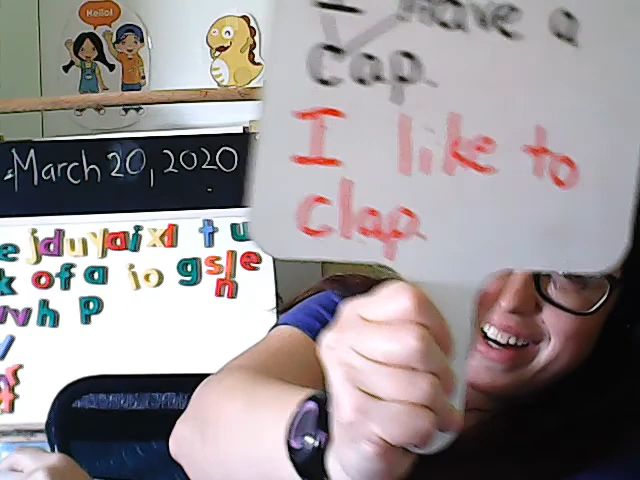 Hello!
I have a
cap.
I like to
clap.
March 20, 2020
e j d u y a i x l t u
k o f a i o g s l e
n
v v h p
y
f